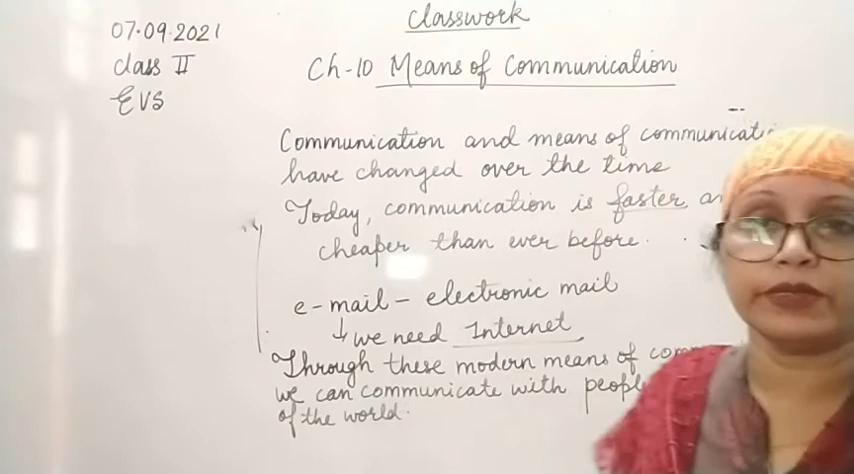 Classwork
07.09.2021
Class II
EVS
Ch-10 Means of Communication
Communication and means of communicati
have changed over the time
Today, communication is faster an
cheaper than ever before.
e-mail - electronic mail
↓ we need Internet
Through these modern means of com
we can communicate with peopl
of the world.